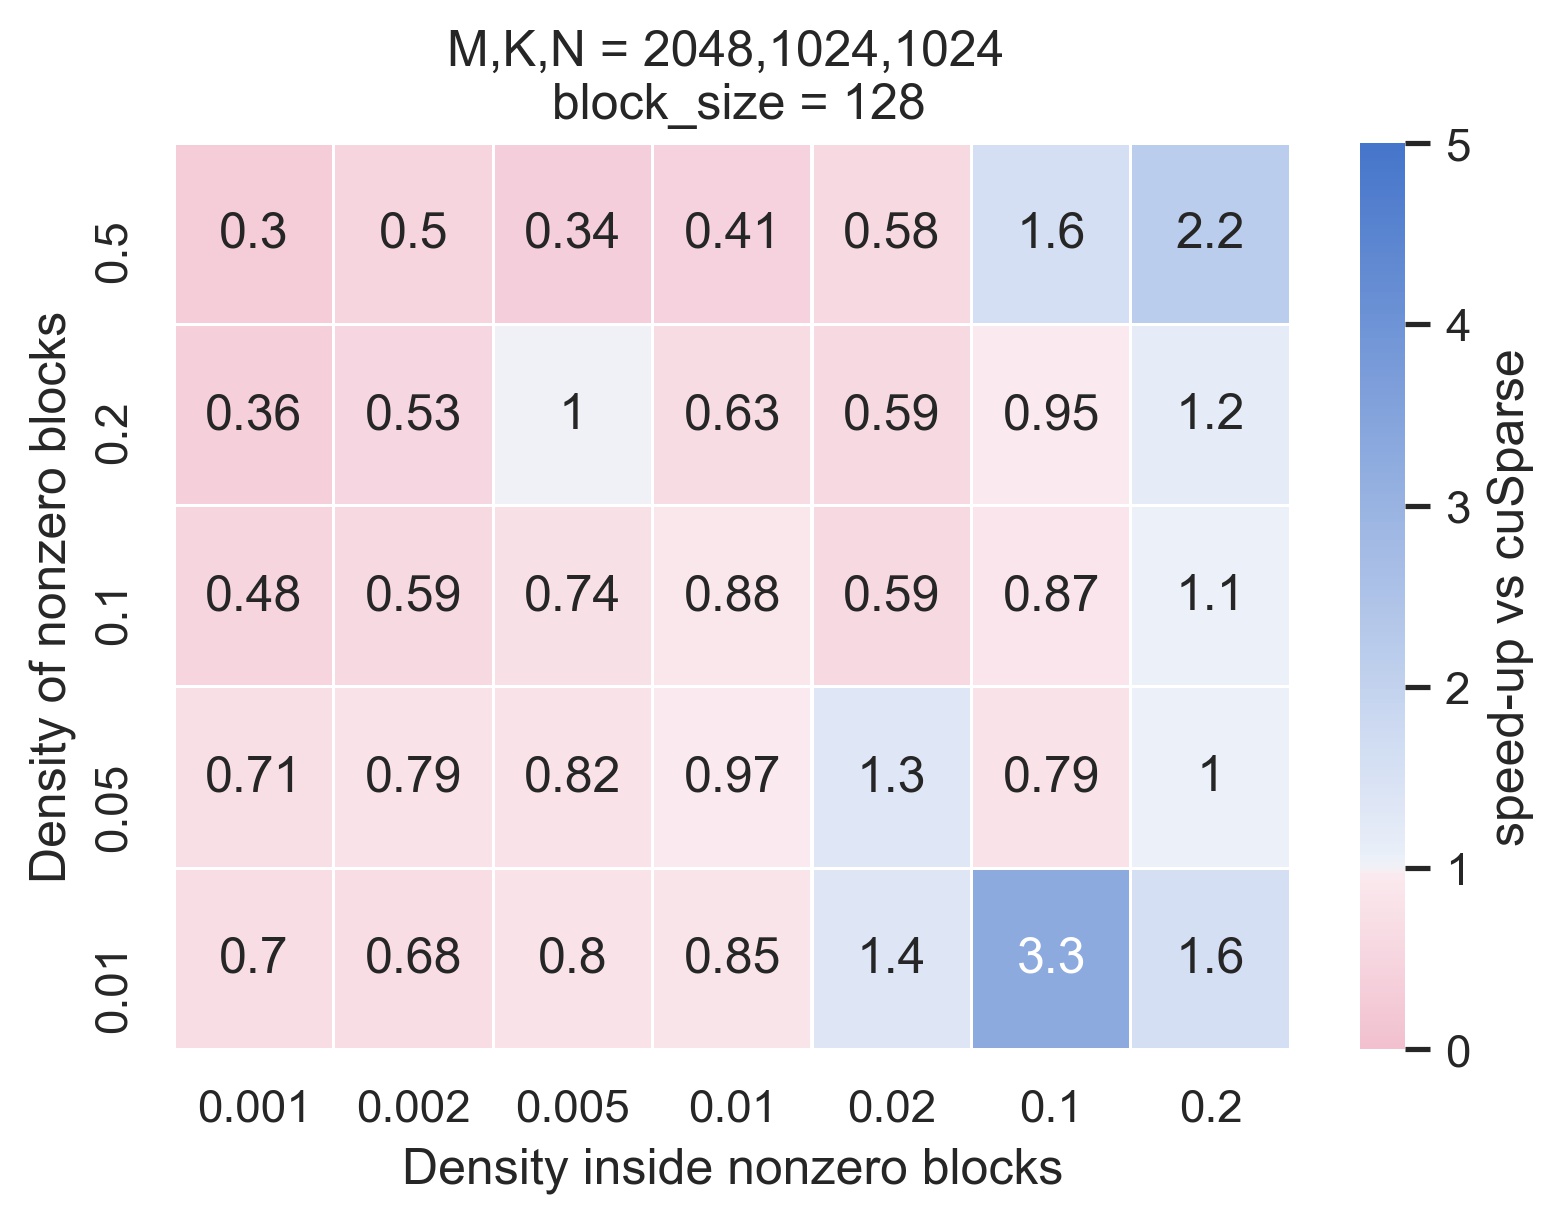 M,K,N = 2048,1024,1024
block_size = 128
Density of nonzero blocks
0.5 0.3 0.5 0.34 0.41 0.58 1.6 2.2
0.2 0.36 0.53 1 0.63 0.59 0.95 1.2
0.1 0.48 0.59 0.74 0.88 0.59 0.87 1.1
0.05 0.71 0.79 0.82 0.97 1.3 0.79 1
0.01 0.7 0.68 0.8 0.85 1.4 3.3 1.6
0.001 0.002 0.005 0.01 0.02 0.1 0.2
Density inside nonzero blocks
5
4
3
2
1
0
speed-up vs cuSparse